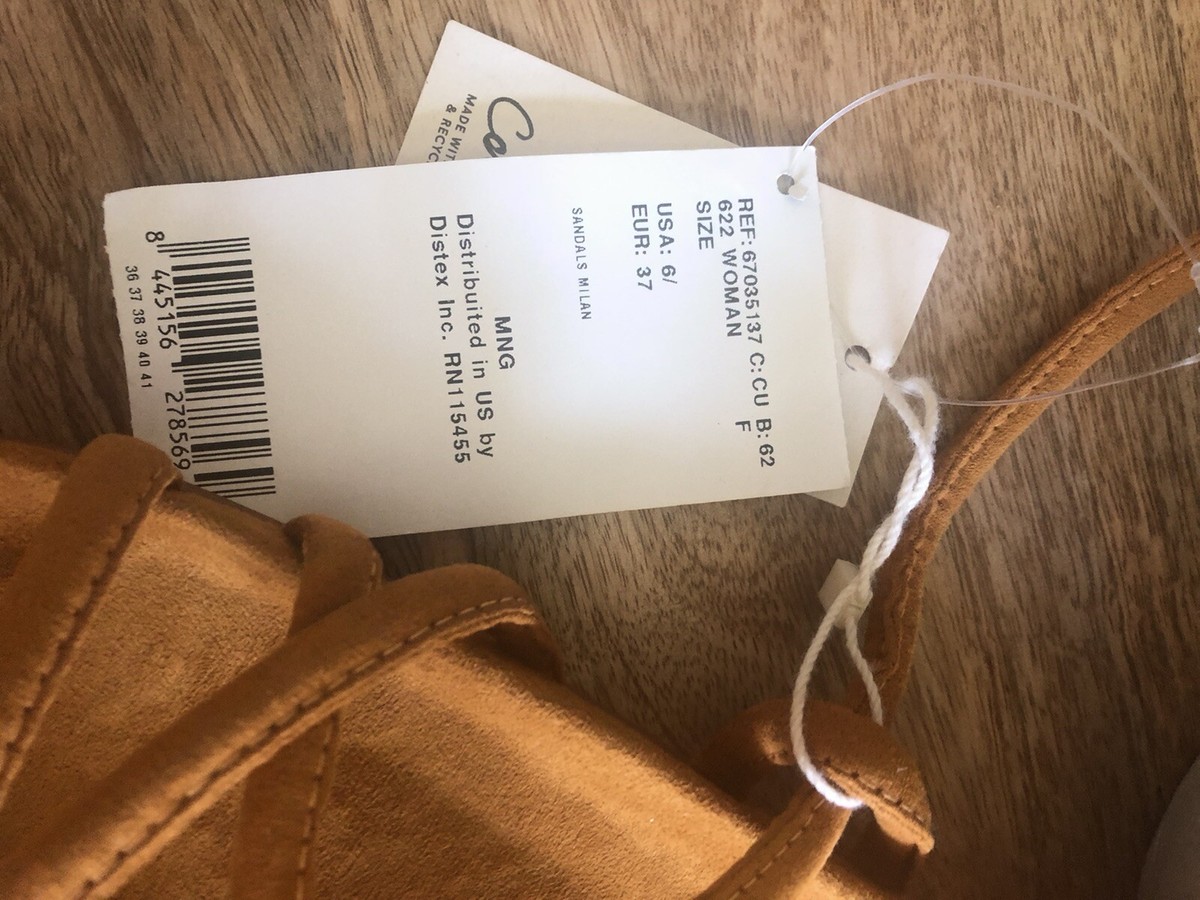 REF: 67035137 C: CU B: 62
622 WOMAN F
SIZE
USA: 6/
EUR: 37
SANDALS MILAN
MNG
Distribuited in US by
Distex Inc. RN115455
8 445156 278569
36 37 38 39 40 41
Co
MADE WIT
& RECYC